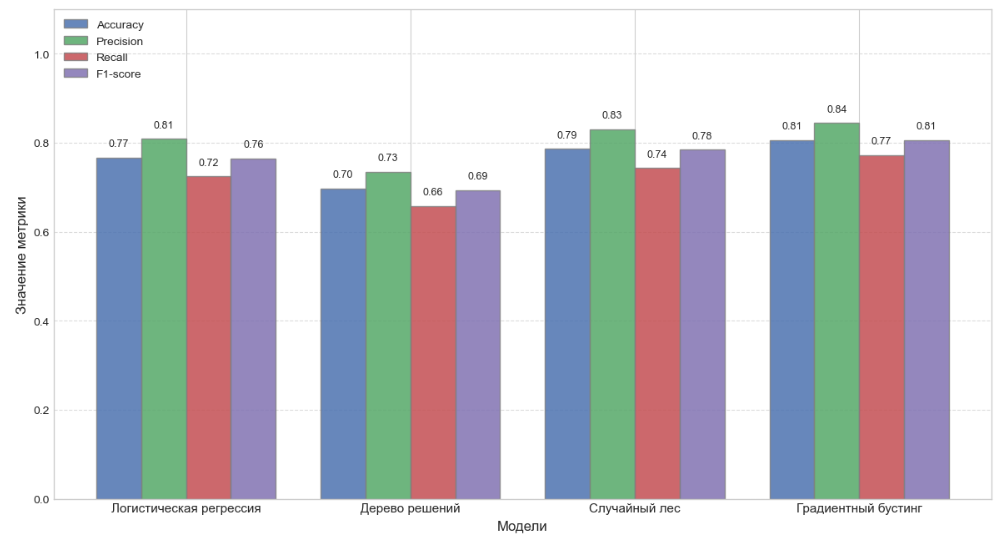 Accuracy
Precision
Recall
F1-score
Значение метрики
1.0
0.8
0.6
0.4
0.2
0.0
0.77
0.81
0.72
0.76
0.70
0.73
0.66
0.69
0.79
0.83
0.74
0.78
0.81
0.84
0.77
0.81
Логистическая регрессия
Дерево решений
Случайный лес
Градиентный бустинг
Модели